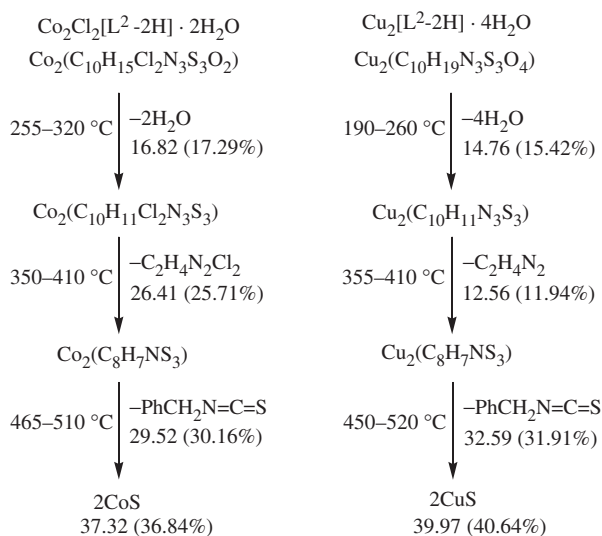 Co₂Cl₂[L² -2H] · 2H₂O
Co₂(C₁₀H₁₅Cl₂N₃S₃O₂)
255–320 °C
–2H₂O
16.82 (17.29%)
Co₂(C₁₀H₁₁Cl₂N₃S₃)
350–410 °C
–C₂H₄N₂Cl₂
26.41 (25.71%)
Co₂(C₈H₇NS₃)
465–510 °C
–PhCH₂N=C=S
29.52 (30.16%)
2CoS
37.32 (36.84%)
Cu₂[L²-2H] · 4H₂O
Cu₂(C₁₀H₁₉N₃S₃O₄)
190–260 °C
–4H₂O
14.76 (15.42%)
Cu₂(C₁₀H₁₁N₃S₃)
355–410 °C
–C₂H₄N₂
12.56 (11.94%)
Cu₂(C₈H₇NS₃)
450–520 °C
–PhCH₂N=C=S
32.59 (31.91%)
2CuS
39.97 (40.64%)